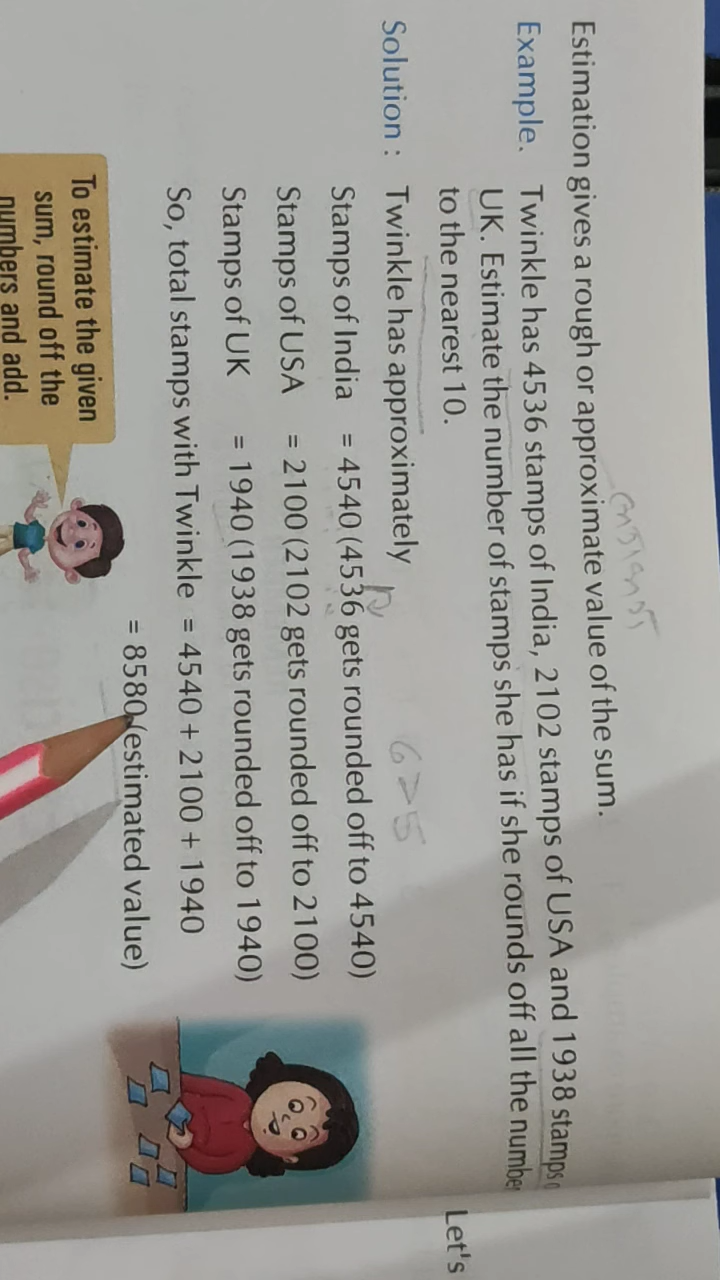 Estimation gives a rough or approximate value of the sum.
Example. Twinkle has 4536 stamps of India, 2102 stamps of USA and 1938 stamps
UK. Estimate the number of stamps she has if she rounds off all the numbe
to the nearest 10.
6>5
Solution : Twinkle has approximately
Stamps of India = 4540 (4536 gets rounded off to 4540)
Stamps of USA = 2100 (2102 gets rounded off to 2100)
Stamps of UK = 1940 (1938 gets rounded off to 1940)
So, total stamps with Twinkle = 4540 + 2100 + 1940
= 8580 (estimated value)
To estimate the given
sum, round off the
numbers and add.
Let's